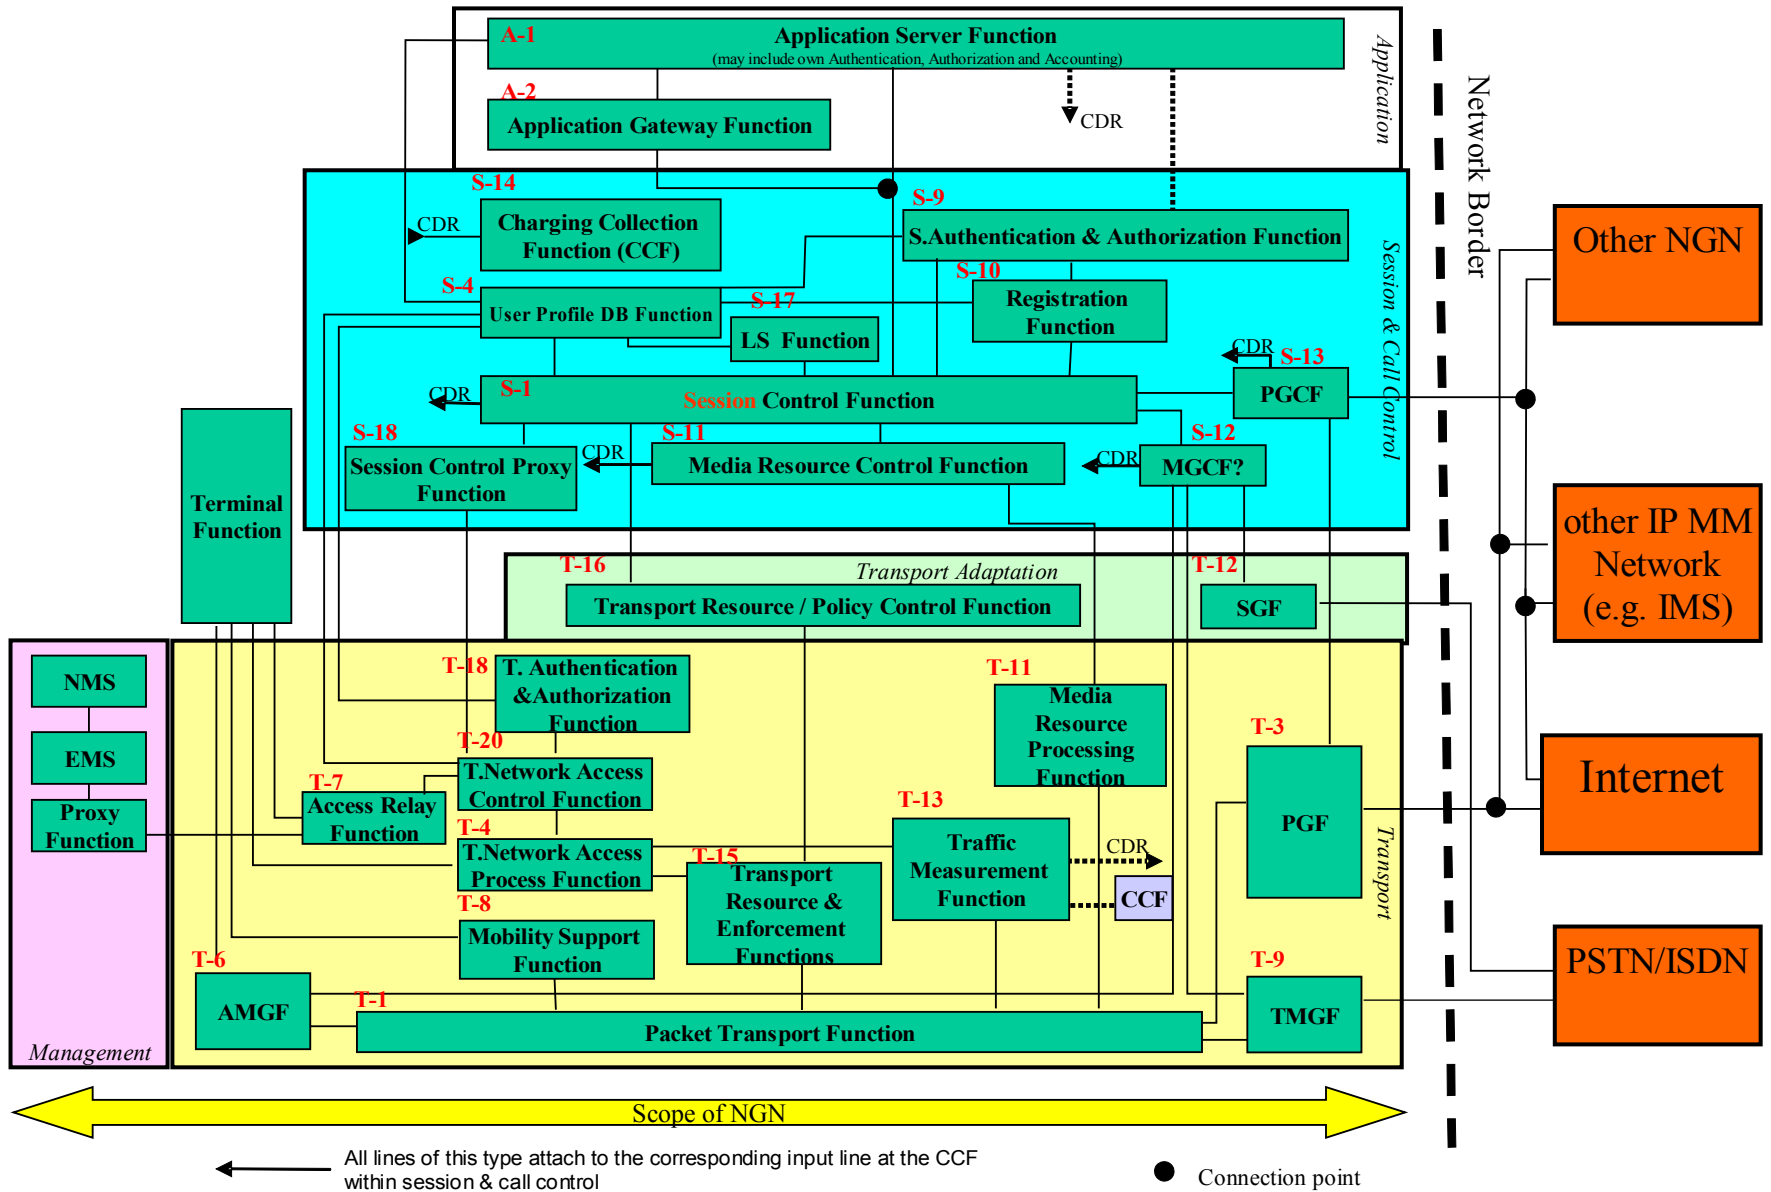 A-1
Application Server Function
(may include own Authentication, Authorization and Accounting)
Application
A-2
Application Gateway Function
CDR
Network Border
S-14
CDR
Charging Collection
Function (CCF)
S-9
S.Authentication & Authorization Function
Session & Call Control
Other NGN
S-4
User Profile DB Function
S-17
LS Function
S-10
Registration
Function
CDR
S-13
PGCF
CDR
S-1
Session Control Function
S-18
Session Control Proxy
Function
CDR
S-11
Media Resource Control Function
CDR
S-12
MGCF?
Terminal
Function
other IP MM
Network
(e.g. IMS)
T-16
Transport Adaptation
Transport Resource / Policy Control Function
T-12
SGF
NMS
EMS
Proxy
Function
Management
T-18
T. Authentication
&Authorization
Function
T-11
Media
Resource
Processing
Function
T-3
PGF
Internet
T-20
T.Network Access
Control Function
T-7
Access Relay
Function
T-4
T.Network Access
Process Function
T-15
Transport
Resource &
Enforcement
Functions
T-13
Traffic
Measurement
Function
CDR
CCF
Transport
T-8
Mobility Support
Function
T-6
AMGF
T-1
Packet Transport Function
T-9
TMGF
PSTN/ISDN
Scope of NGN
All lines of this type attach to the corresponding input line at the CCF
within session & call control
Connection point